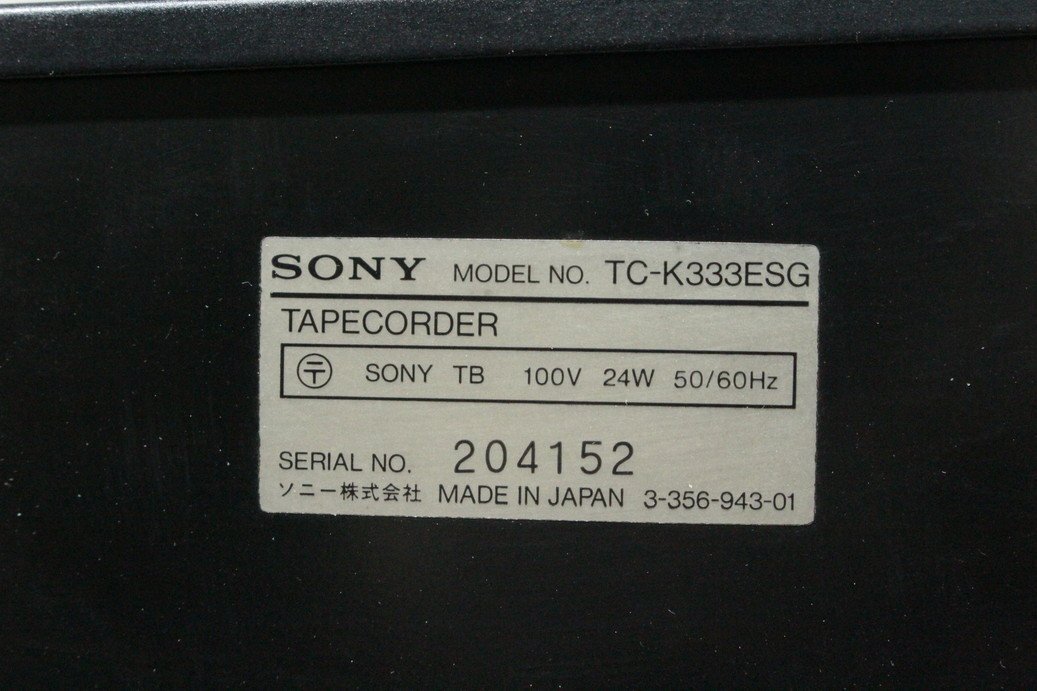 SONY MODEL NO. TC-K333ESG
TAPECORDER
〒 SONY TB 100V 24W 50/60Hz
SERIAL NO. 204152
ソニー株式会社 MADE IN JAPAN 3-356-943-01